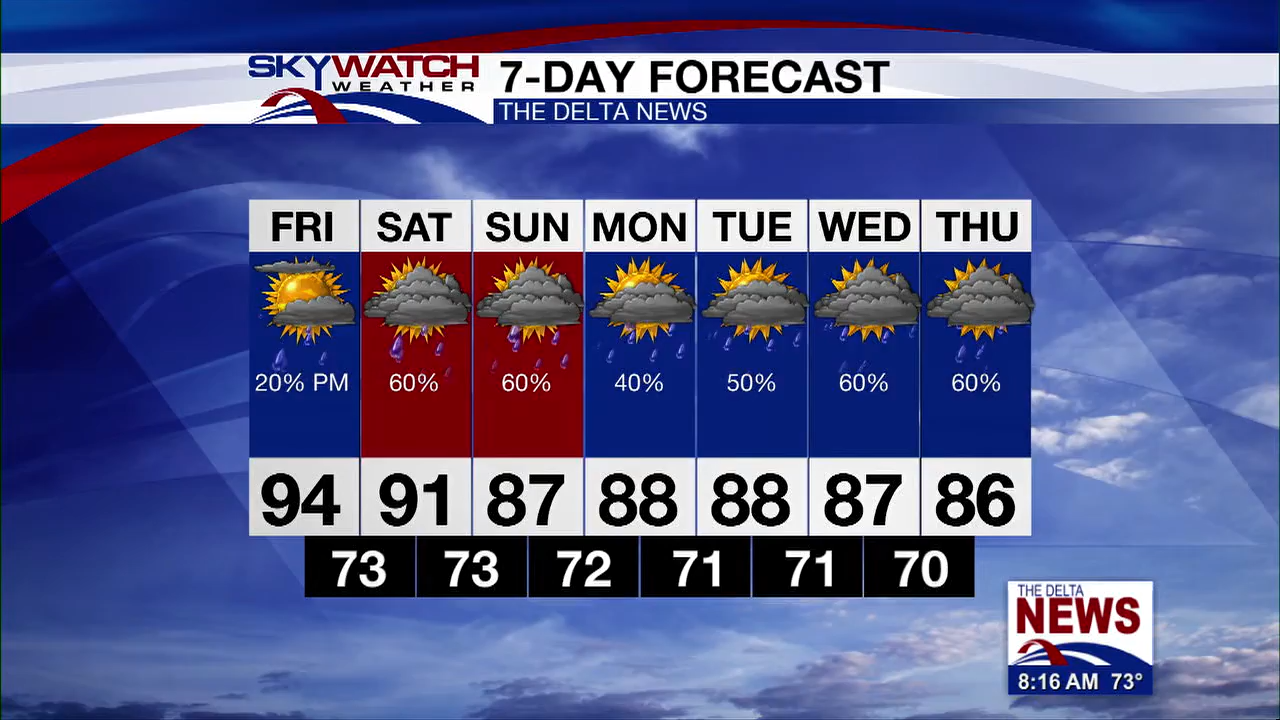 SKYWATCH
WEATHER
7-DAY FORECAST
THE DELTA NEWS
FRI SAT SUN MON TUE WED THU
20% PM 60% 60% 40% 50% 60% 60%
94 91 87 88 88 87 86
73 73 72 71 71 70
THE DELTA
NEWS
8:16 AM 73°